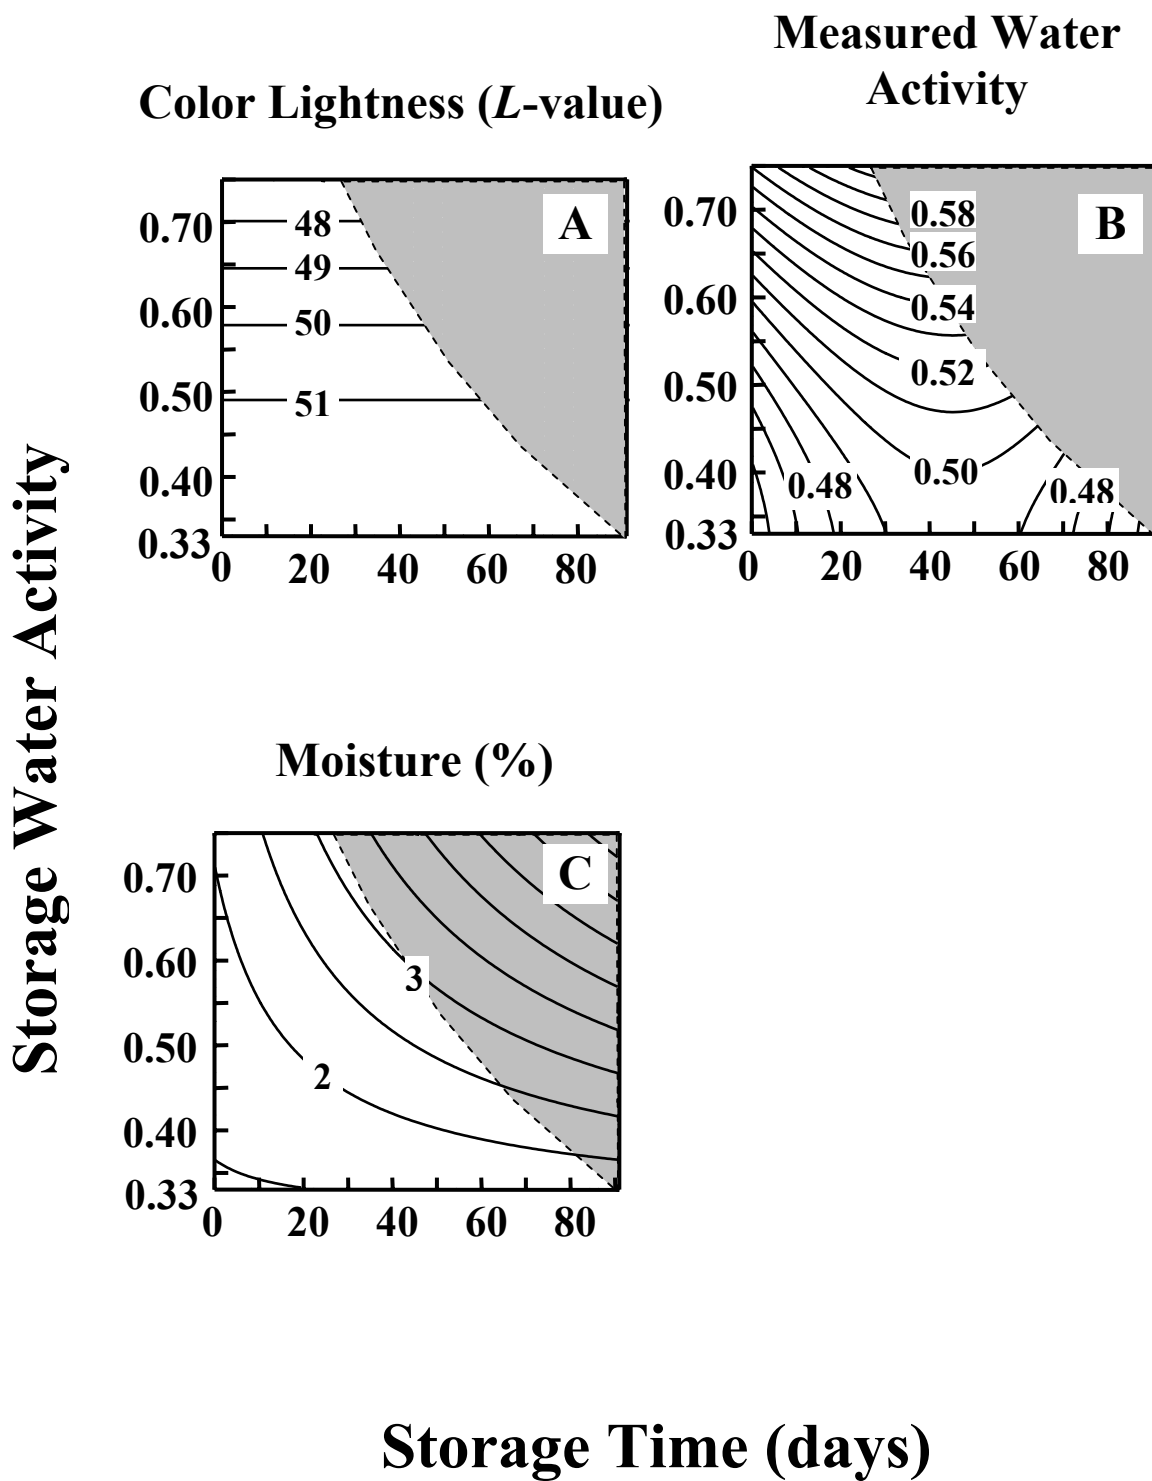 Measured Water
Activity
Color Lightness (L-value)
A
0.70
0.60
0.50
0.40
0.33
48
49
50
51
0 20 40 60 80
B
0.70
0.60
0.50
0.40
0.33
0.58
0.56
0.54
0.52
0.50
0.48 0.48
0 20 40 60 80
Storage Water Activity
Moisture (%)
C
0.70
0.60
0.50
0.40
0.33
3
2
0 20 40 60 80
Storage Time (days)